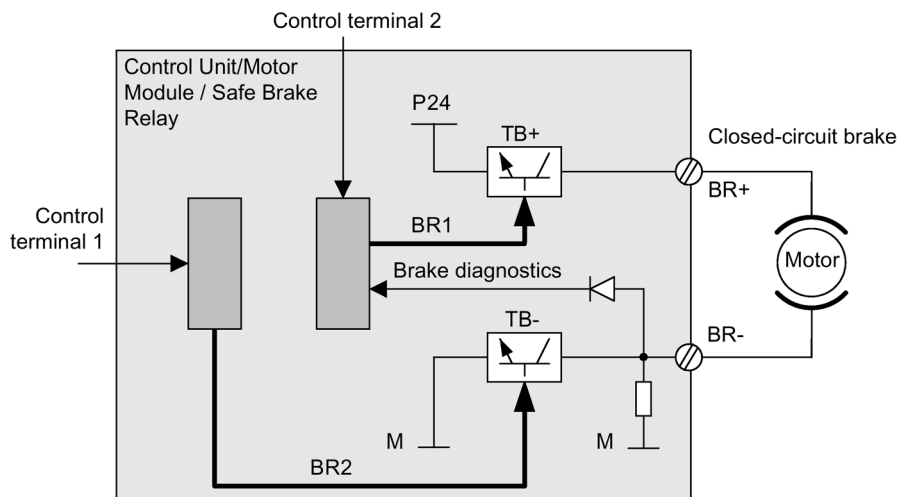 Control terminal 2
Control Unit/Motor
Module / Safe Brake
Relay
P24
TB+
Closed-circuit brake
BR+
Control
terminal 1
BR1
Brake diagnostics
Motor
TB-
BR-
M
M
BR2